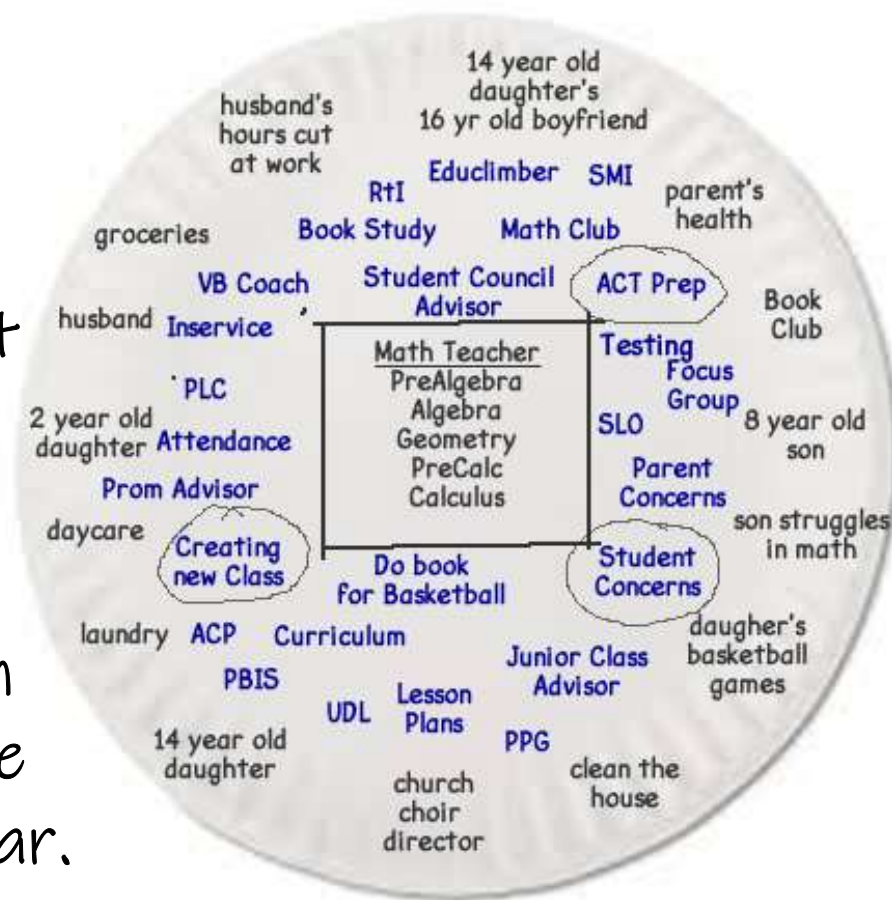 14 year old
daughter's
16 yr old boyfriend
husband's
hours cut
at work
Educlimber
SMI
RtI
parent's
health
groceries
Book Study
Math Club
VB Coach
Student Council
Advisor
ACT Prep
Book
Club
husband
Inservice
Math Teacher
PreAlgebra
Algebra
Geometry
PreCalc
Calculus
Testing
Focus
Group
PLC
2 year old
daughter
Attendance
SLO
8 year old
son
Prom Advisor
Parent
Concerns
daycare
Creating
new Class
son struggles
in math
Do book
for Basketball
Student
Concerns
laundry
ACP
Curriculum
daugher's
basketball
games
PBIS
Junior Class
Advisor
UDL
Lesson
Plans
PPG
14 year old
daughter
clean the
house
church
choir
director
ar.